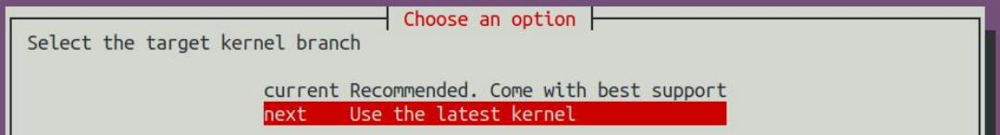 Choose an option
Select the target kernel branch
current Recommended. Come with best support
next Use the latest kernel